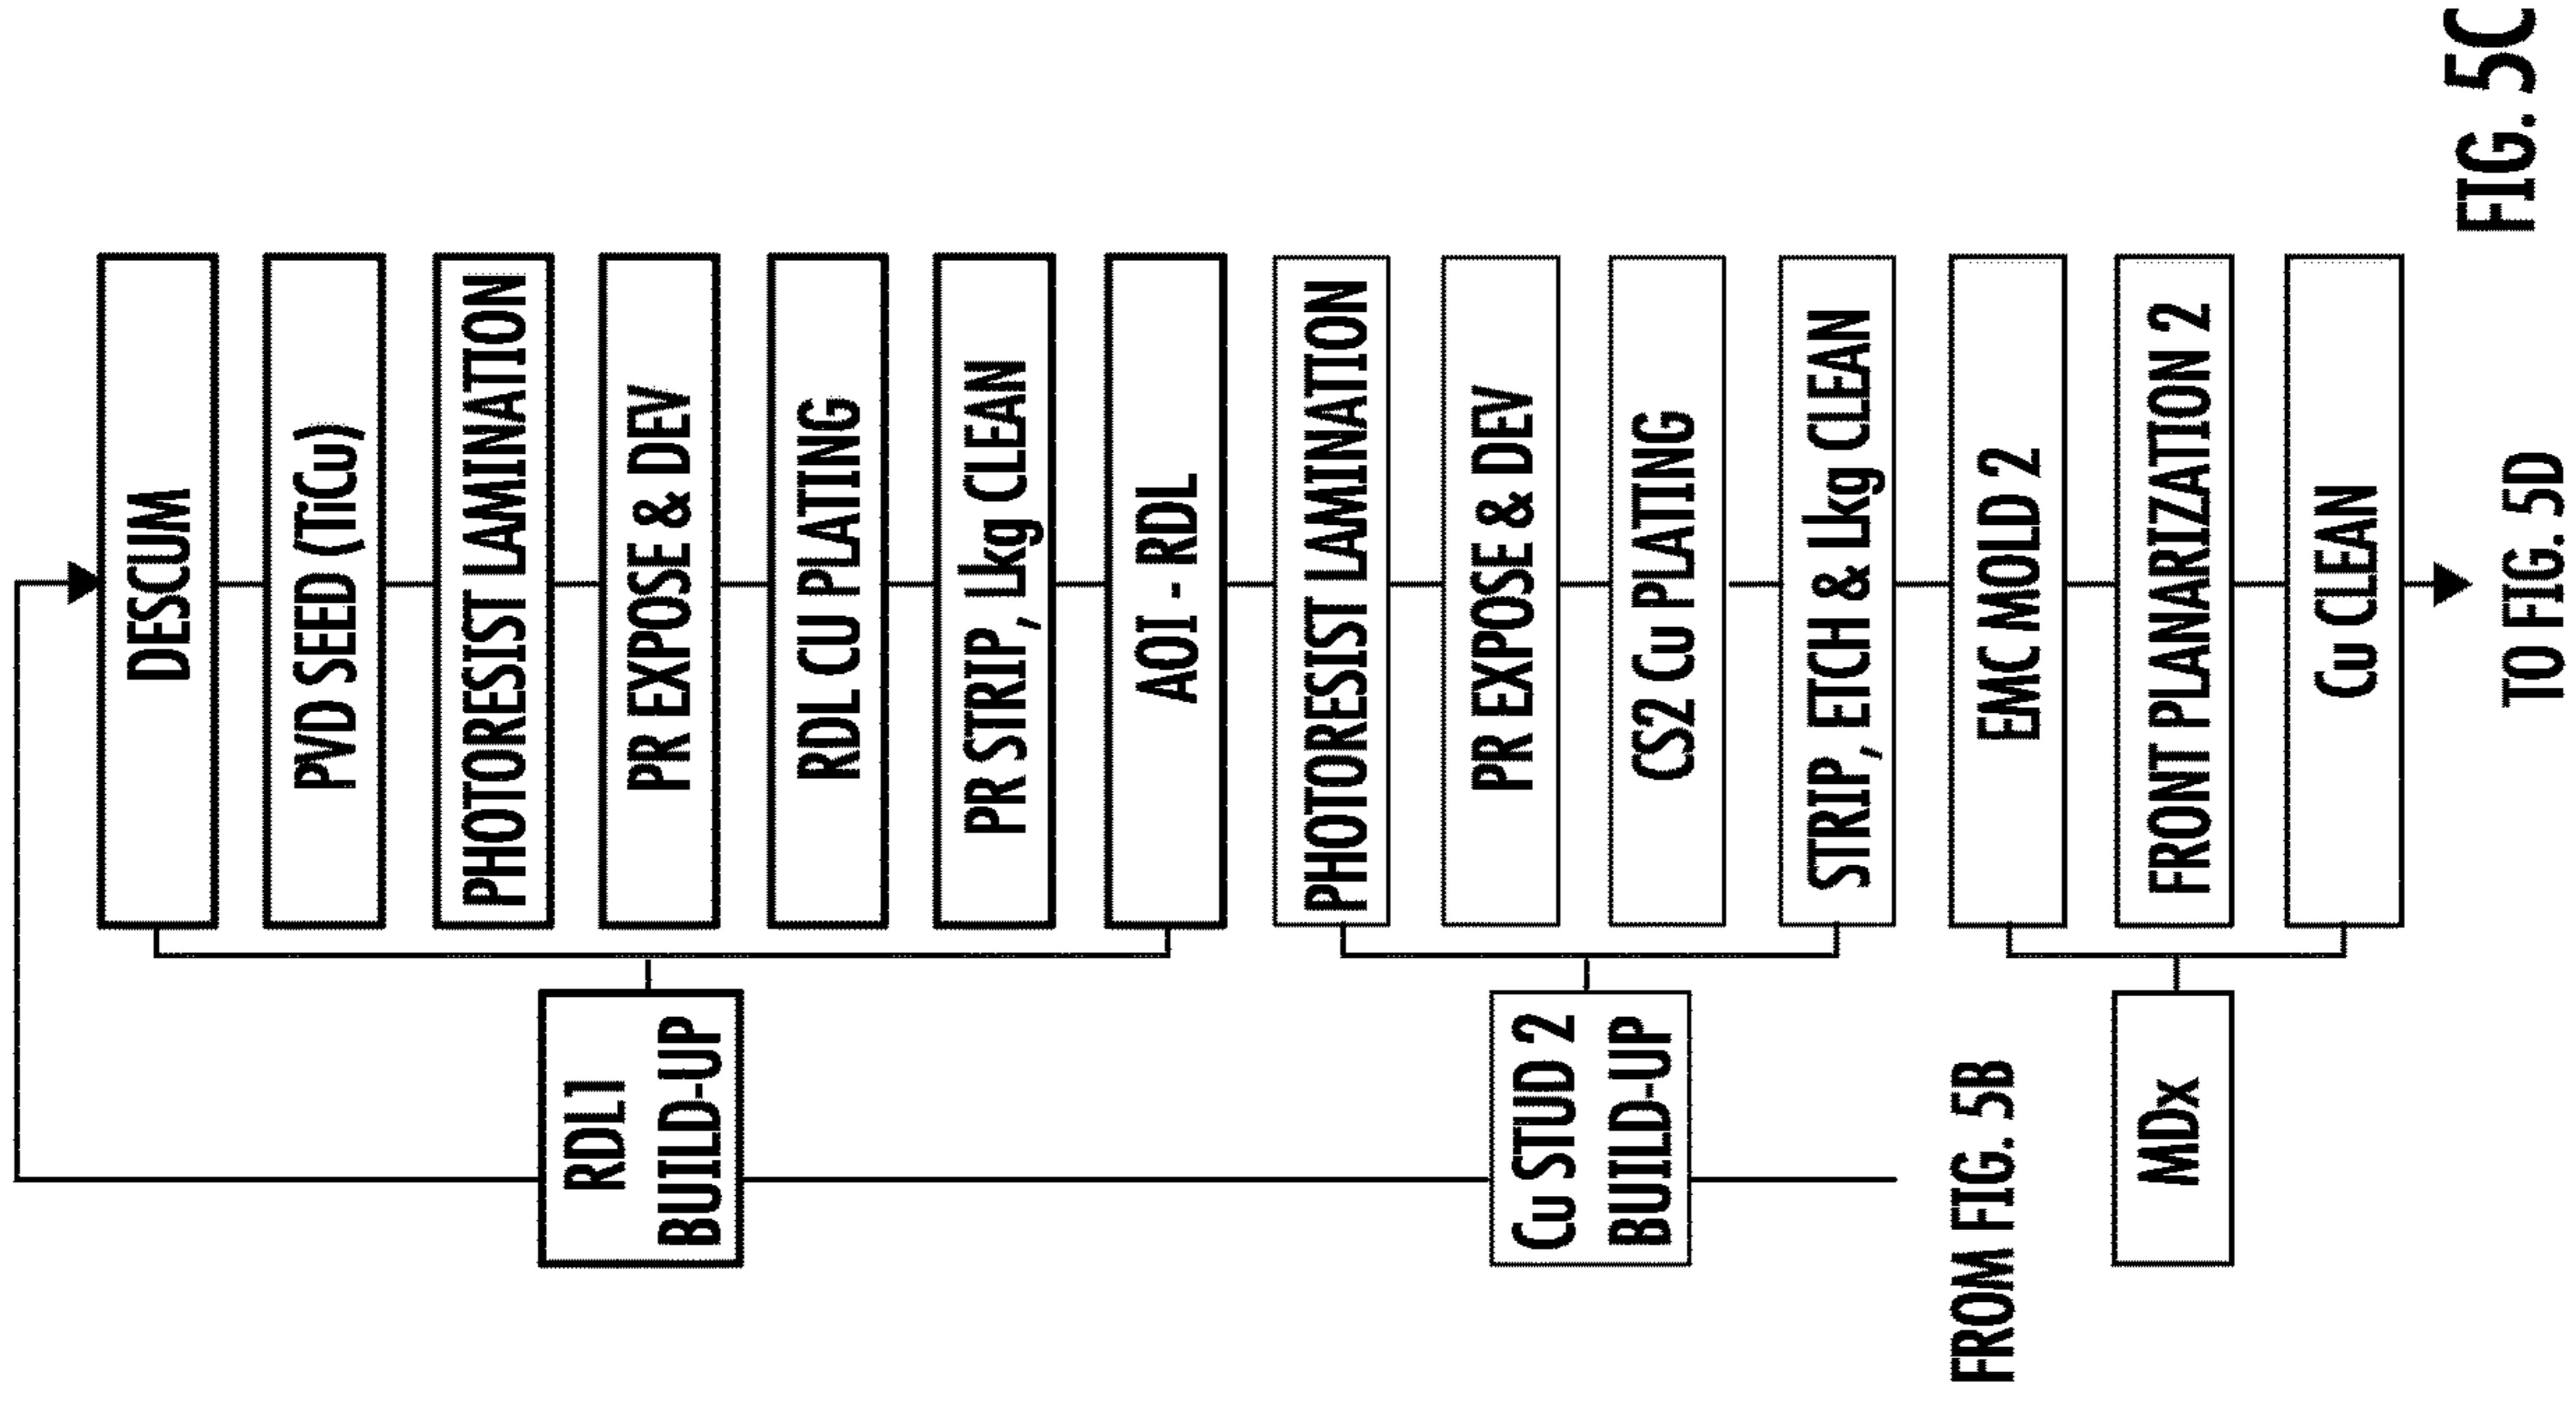 DESCUM
PVD SEED (TiCu)
PHOTORESIST LAMINATION
PR EXPOSE & DEV
RDL CU PLATING
PR STRIP, Lkg CLEAN
AOI - RDL
PHOTORESIST LAMINATION
PR EXPOSE & DEV
CS2 Cu PLATING
STRIP, ETCH & Lkg CLEAN
EMC MOLD 2
FRONT PLANARIZATION 2
Cu CLEAN
RDL1
BUILD-UP
Cu STUD 2
BUILD-UP
FROM FIG. 5B
MDx
TO FIG. 5D
FIG. 5C